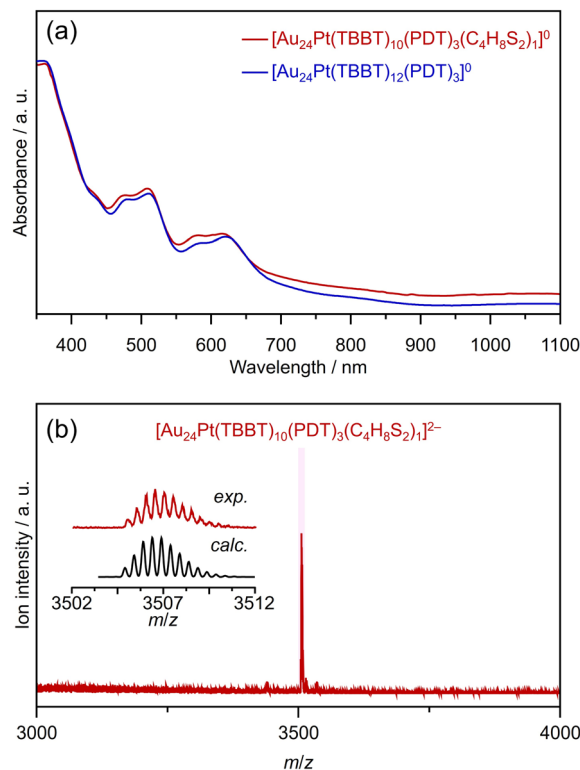 (a)
[Au₂₄Pt(TBBT)₁₀(PDT)₃(C₄H₈S₂)₁]⁰
[Au₂₄Pt(TBBT)₁₂(PDT)₃]⁰
Absorbance / a. u.
400 500 600 700 800 900 1000 1100
Wavelength / nm
(b)
[Au₂₄Pt(TBBT)₁₀(PDT)₃(C₄H₈S₂)₁]²⁻
exp.
calc.
3502 3507 3512
m/z
Ion intensity / a. u.
3000 3500 4000
m/z